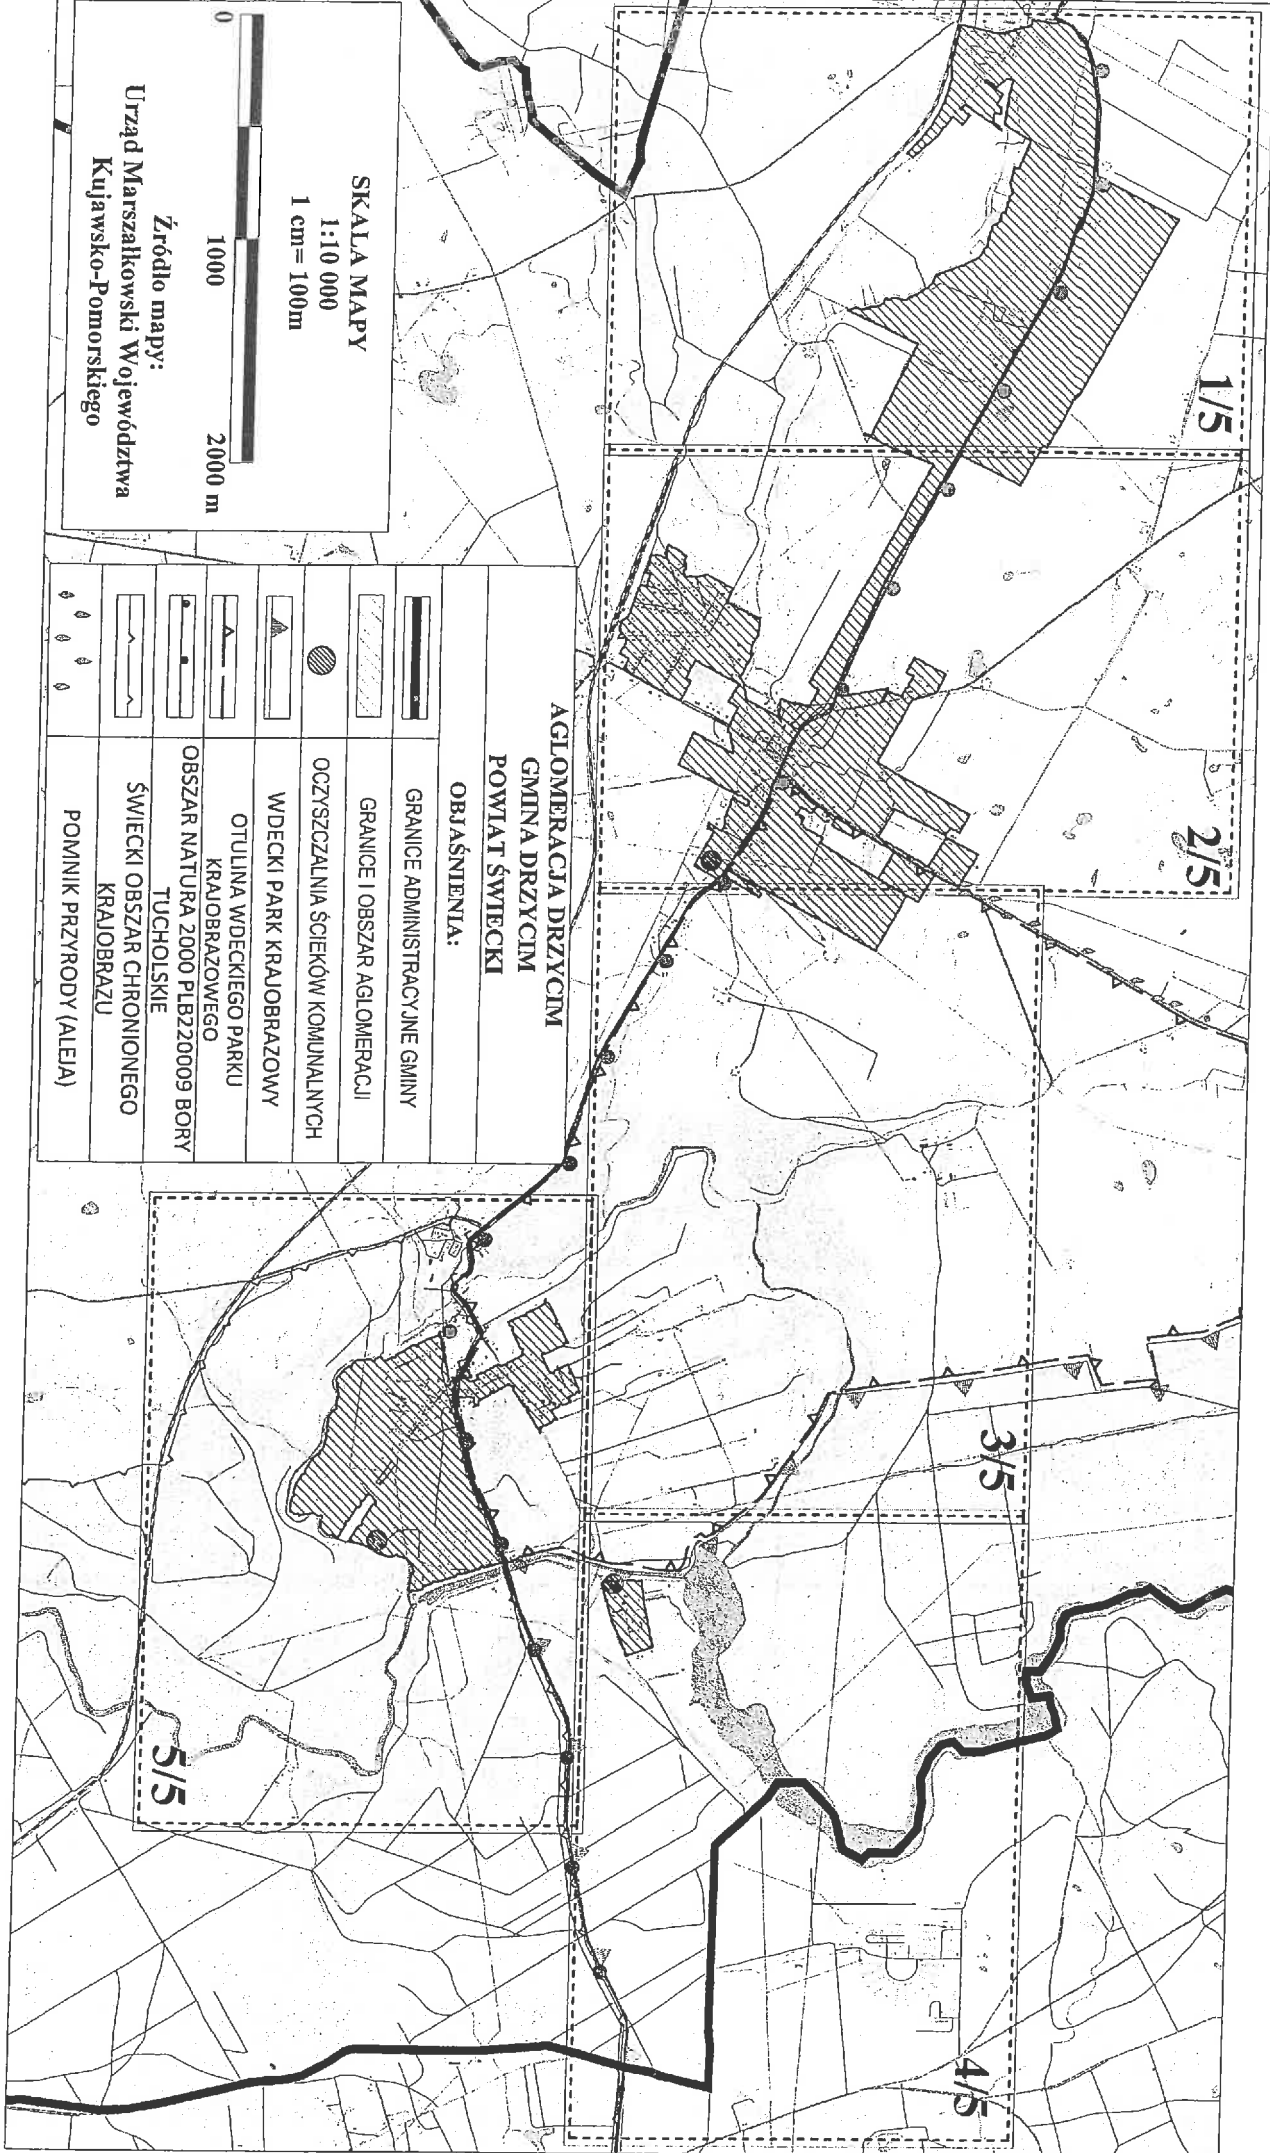 1/5
2/5
3/5
4/5
5/5
SKALA MAPY
1:10 000
1 cm= 100m
0
1000
2000 m
Źródło mapy:
Urząd Marszałkowski Województwa
Kujawsko-Pomorskiego
AGLOMERACJA DRZYCIM
GMINA DRZYCIM
POWIAT ŚWIECKI
OBJAŚNIENIA:
GRANICE ADMINISTRACYJNE GMINY
GRANICE I OBSZAR AGLOMERACJI
OCZYSZCZALNIA ŚCIEKÓW KOMUNALNYCH
WDECKI PARK KRAJOBRAZOWY
OTULINA WDECKIEGO PARKU
KRAJOBRAZOWEGO
OBSZAR NATURA 2000 PLB220009 BORY
TUCHOLSKIE
ŚWIECKI OBSZAR CHRONIONEGO
KRAJOBRAZU
POMINIK PRZYRODY (ALEJA)